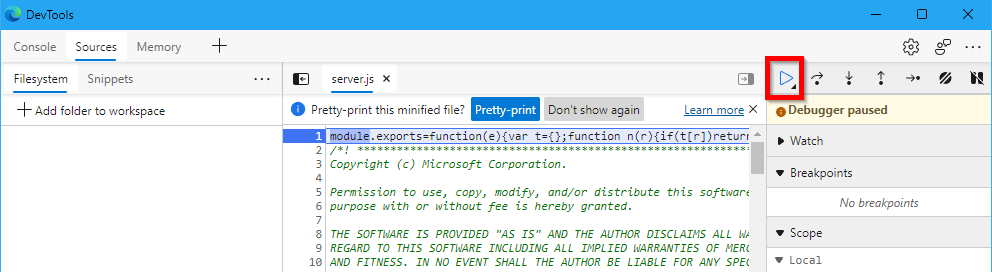 DevTools
Console Sources Memory
Filesystem Snippets
Add folder to workspace
server.js
Pretty-print this minified file? Pretty-print Don't show again Learn more
1 module.exports=function(e){var t={};function n(r){if(t[r])return
2 /*! **********************************************************
3 Copyright (c) Microsoft Corporation.
4
5 Permission to use, copy, modify, and/or distribute this software
6 purpose with or without fee is hereby granted.
7
8 THE SOFTWARE IS PROVIDED "AS IS" AND THE AUTHOR DISCLAIMS ALL WA
9 REGARD TO THIS SOFTWARE INCLUDING ALL IMPLIED WARRANTIES OF MERC
10 AND FITNESS. IN NO EVENT SHALL THE AUTHOR BE LIABLE FOR ANY SPEC
Debugger paused
Watch
Breakpoints
No breakpoints
Scope
Local